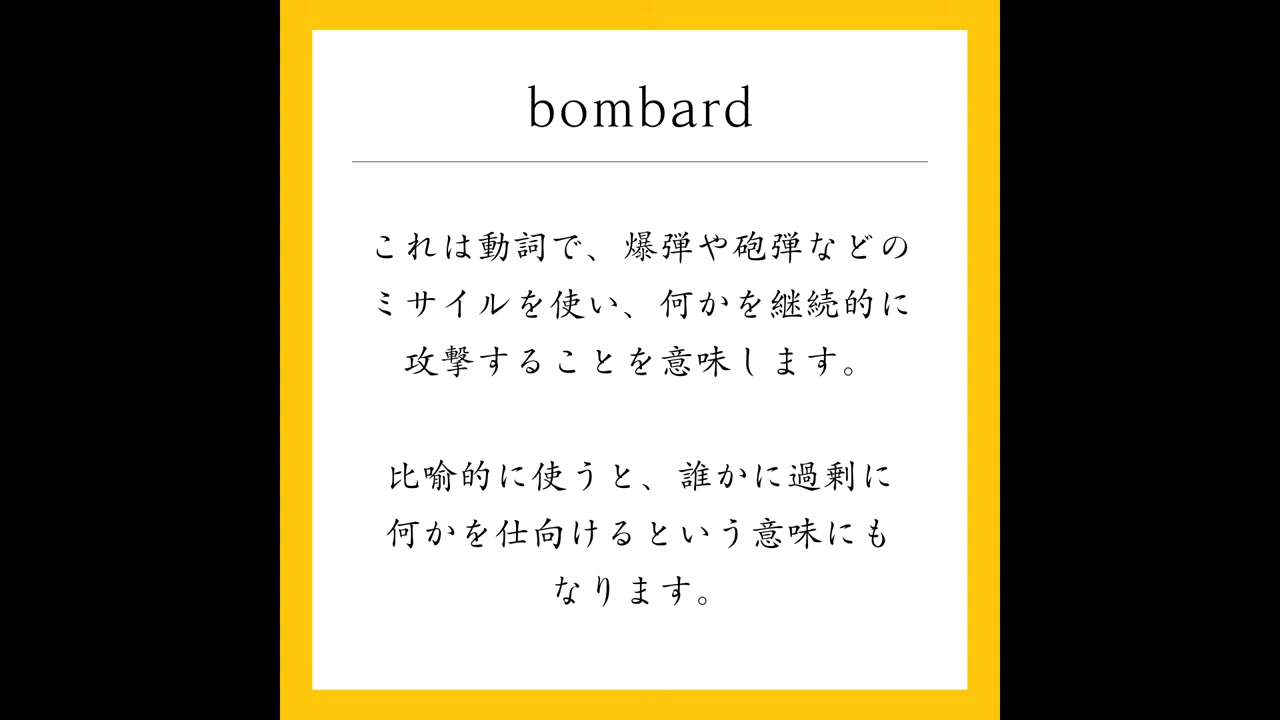 bombard
これは動詞で、爆弾や砲弾などの
ミサイルを使い、何かを継続的に
攻撃することを意味します。
比喩的に使うと、誰かに過剰に
何かを仕向けるという意味にも
なります。